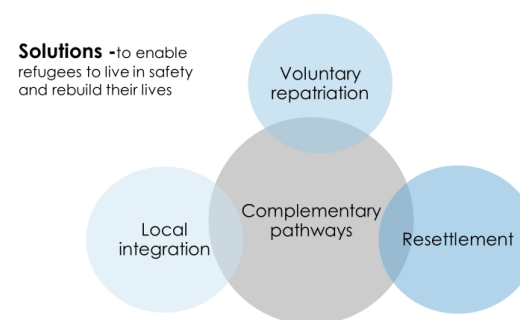 Solutions -to enable
refugees to live in safety
and rebuild their lives
Voluntary
repatriation
Complementary
pathways
Local
integration
Resettlement